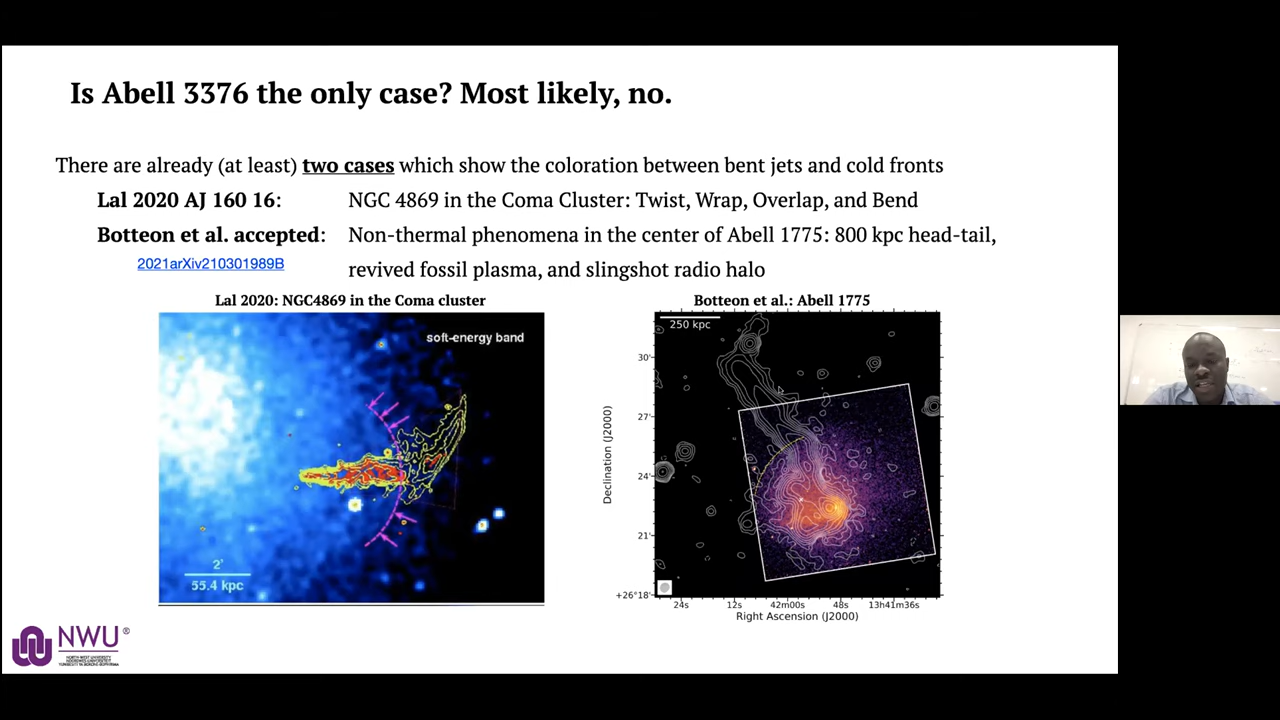 Is Abell 3376 the only case? Most likely, no.
There are already (at least) two cases which show the coloration between bent jets and cold fronts
Lal 2020 AJ 160 16: NGC 4869 in the Coma Cluster: Twist, Wrap, Overlap, and Bend
Botteon et al. accepted: Non-thermal phenomena in the center of Abell 1775: 800 kpc head-tail,
2021arXiv210301989B revived fossil plasma, and slingshot radio halo
Lal 2020: NGC4869 in the Coma cluster
soft-energy band
2'
55.4 kpc
Botteon et al.: Abell 1775
250 kpc
30'
27'
24'
21'
+26°18'
Declination (J2000)
24s 12s 42m00s 48s 13h41m36s
Right Ascension (J2000)
NWU®